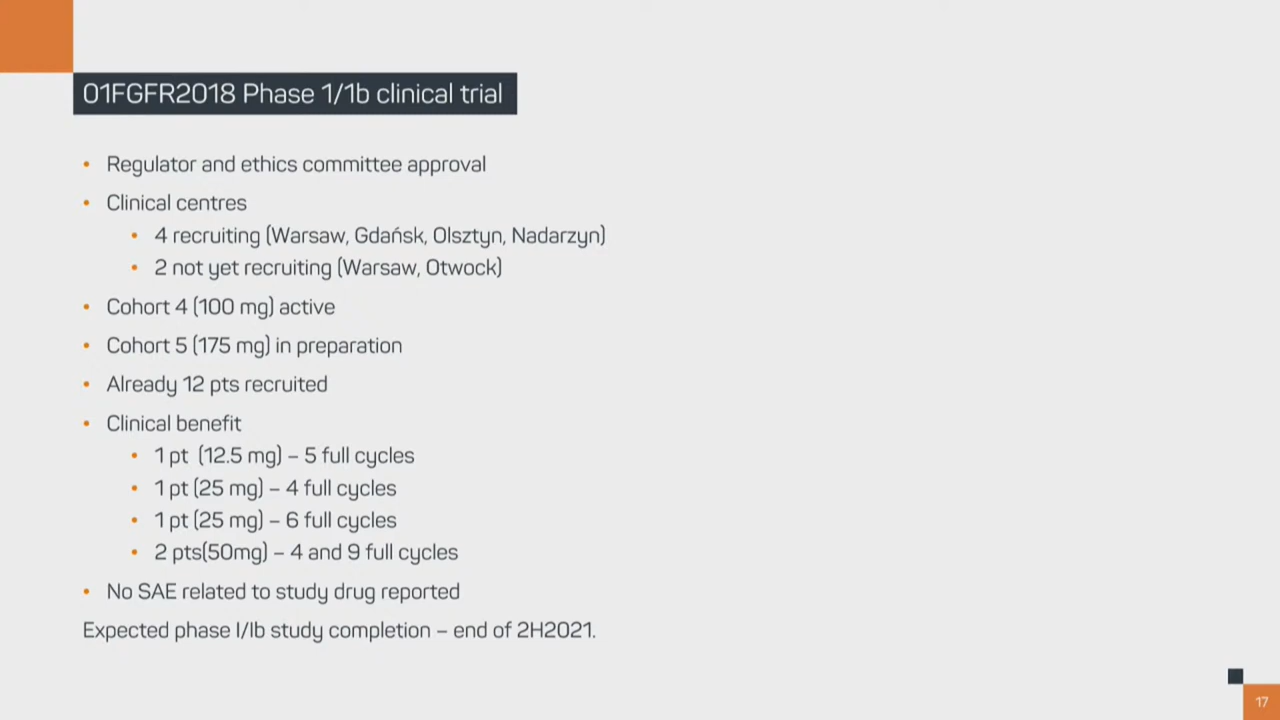 01FGFR2018 Phase 1/1b clinical trial
• Regulator and ethics committee approval
• Clinical centres
• 4 recruiting (Warsaw, Gdańsk, Olsztyn, Nadarzyn)
• 2 not yet recruiting (Warsaw, Otwock)
• Cohort 4 (100 mg) active
• Cohort 5 (175 mg) in preparation
• Already 12 pts recruited
• Clinical benefit
• 1 pt  (12.5 mg) – 5 full cycles
• 1 pt (25 mg) – 4 full cycles
• 1 pt (25 mg) – 6 full cycles
• 2 pts(50mg) – 4 and 9 full cycles
• No SAE related to study drug reported
Expected phase I/Ib study completion – end of 2H2021.
17